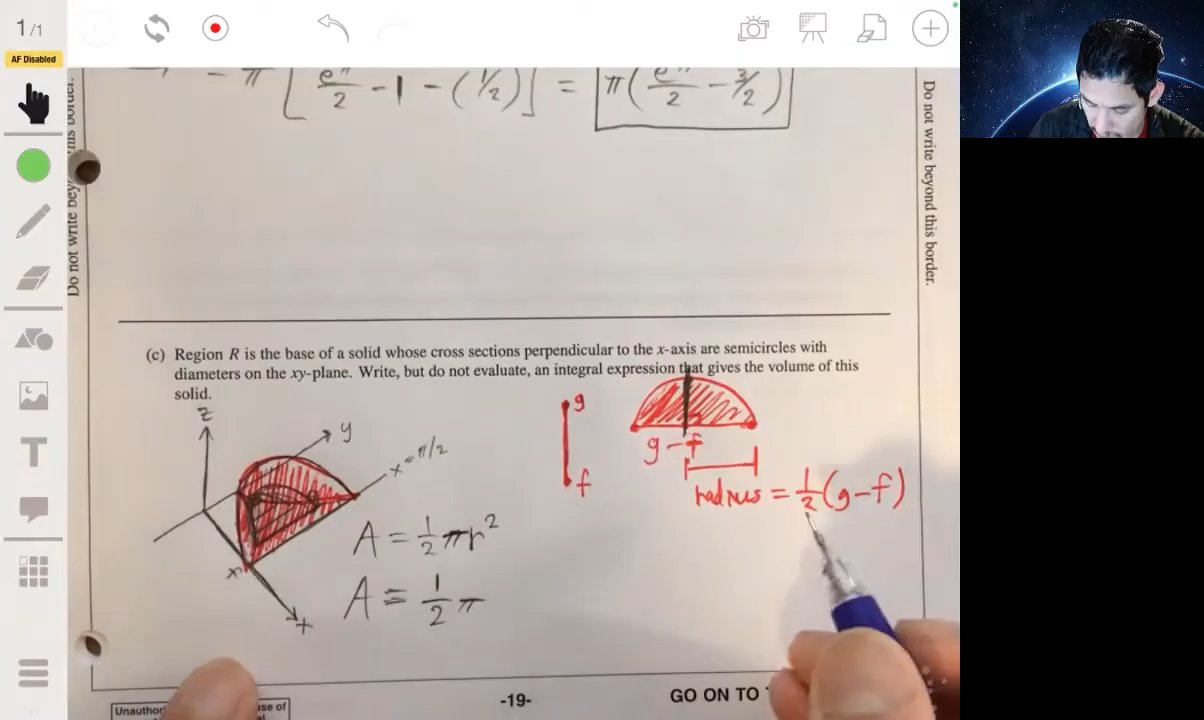 1/1
AF Disabled
- π [ e^π/2 - 1 - (1/2) ] = π( e^π/2 - 3/2 )
Do not write beyond this border.
Do not write beyond this border.
(c) Region R is the base of a solid whose cross sections perpendicular to the x-axis are semicircles with
diameters on the xy-plane. Write, but do not evaluate, an integral expression that gives the volume of this
solid.
z
y
x = π/2
x
x
g
f
g - f
radius = 1/2 (g - f)
A = 1/2 πr²
A = 1/2 π
T
Unauthor
use of
-19-
GO ON TO